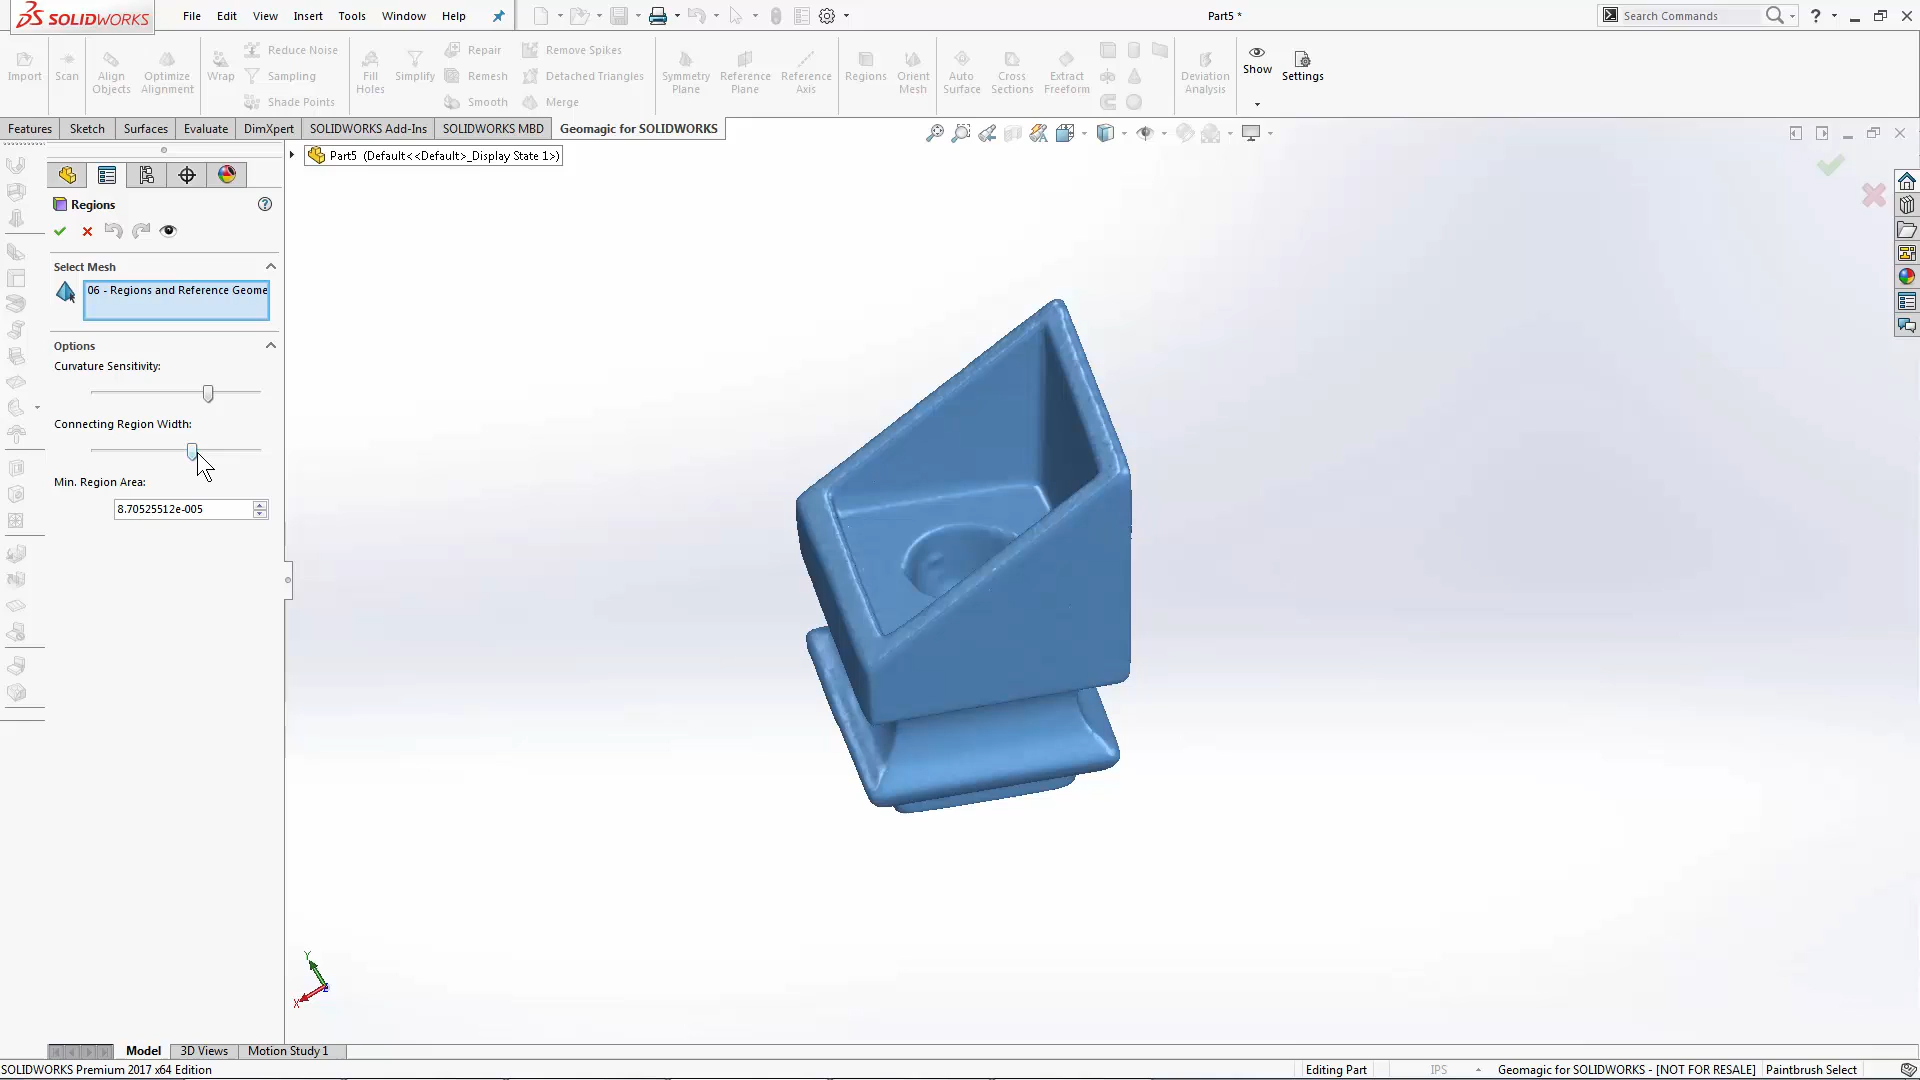 SOLIDWORKS
File Edit View Insert Tools Window Help
Part5 *
Search Commands
?
Import
Scan
Align Objects
Optimize Alignment
Wrap
Reduce Noise
Sampling
Shade Points
Fill Holes
Simplify
Repair
Remesh
Smooth
Remove Spikes
Detached Triangles
Merge
Symmetry Plane
Reference Plane
Reference Axis
Regions
Orient Mesh
Auto Surface
Cross Sections
Extract Freeform
Deviation Analysis
Show
Settings
Features Sketch Surfaces Evaluate DimXpert SOLIDWORKS Add-Ins SOLIDWORKS MBD Geomagic for SOLIDWORKS
Part5 (Default<<Default>_Display State 1>)
Regions
?
Select Mesh
06 - Regions and Reference Geome
Options
Curvature Sensitivity:
Connecting Region Width:
Min. Region Area:
8.70525512e-005
Y
X
Z
Model 3D Views Motion Study 1
SOLIDWORKS Premium 2017 x64 Edition
Editing Part
IPS
Geomagic for SOLIDWORKS - [NOT FOR RESALE]
Paintbrush Select